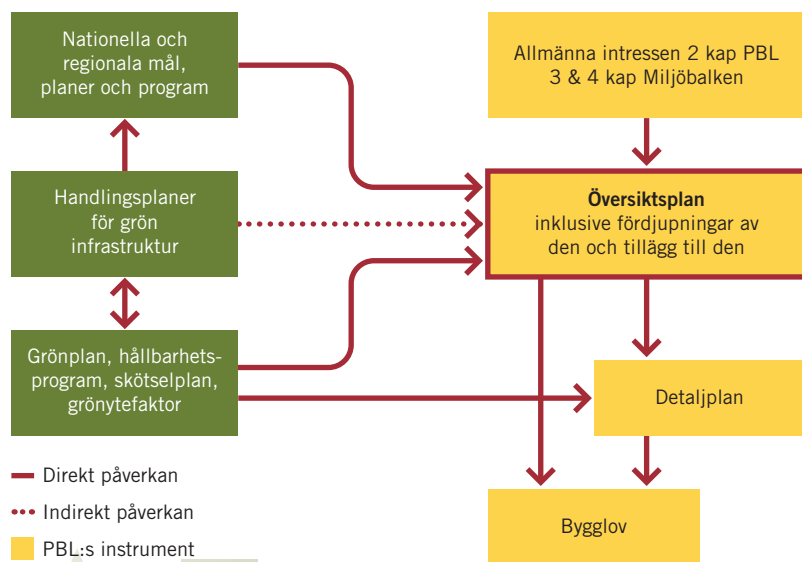 Nationella och
regionala mål,
planer och program
Allmänna intressen 2 kap PBL
3 & 4 kap Miljöbalken
Handlingsplaner
för grön
infrastruktur
Översiktsplan
inklusive fördjupningar av
den och tillägg till den
Grönplan, hållbarhets-
program, skötselplan,
grönytefaktor
Detaljplan
Bygglov
Direkt påverkan
Indirekt påverkan
PBL:s instrument